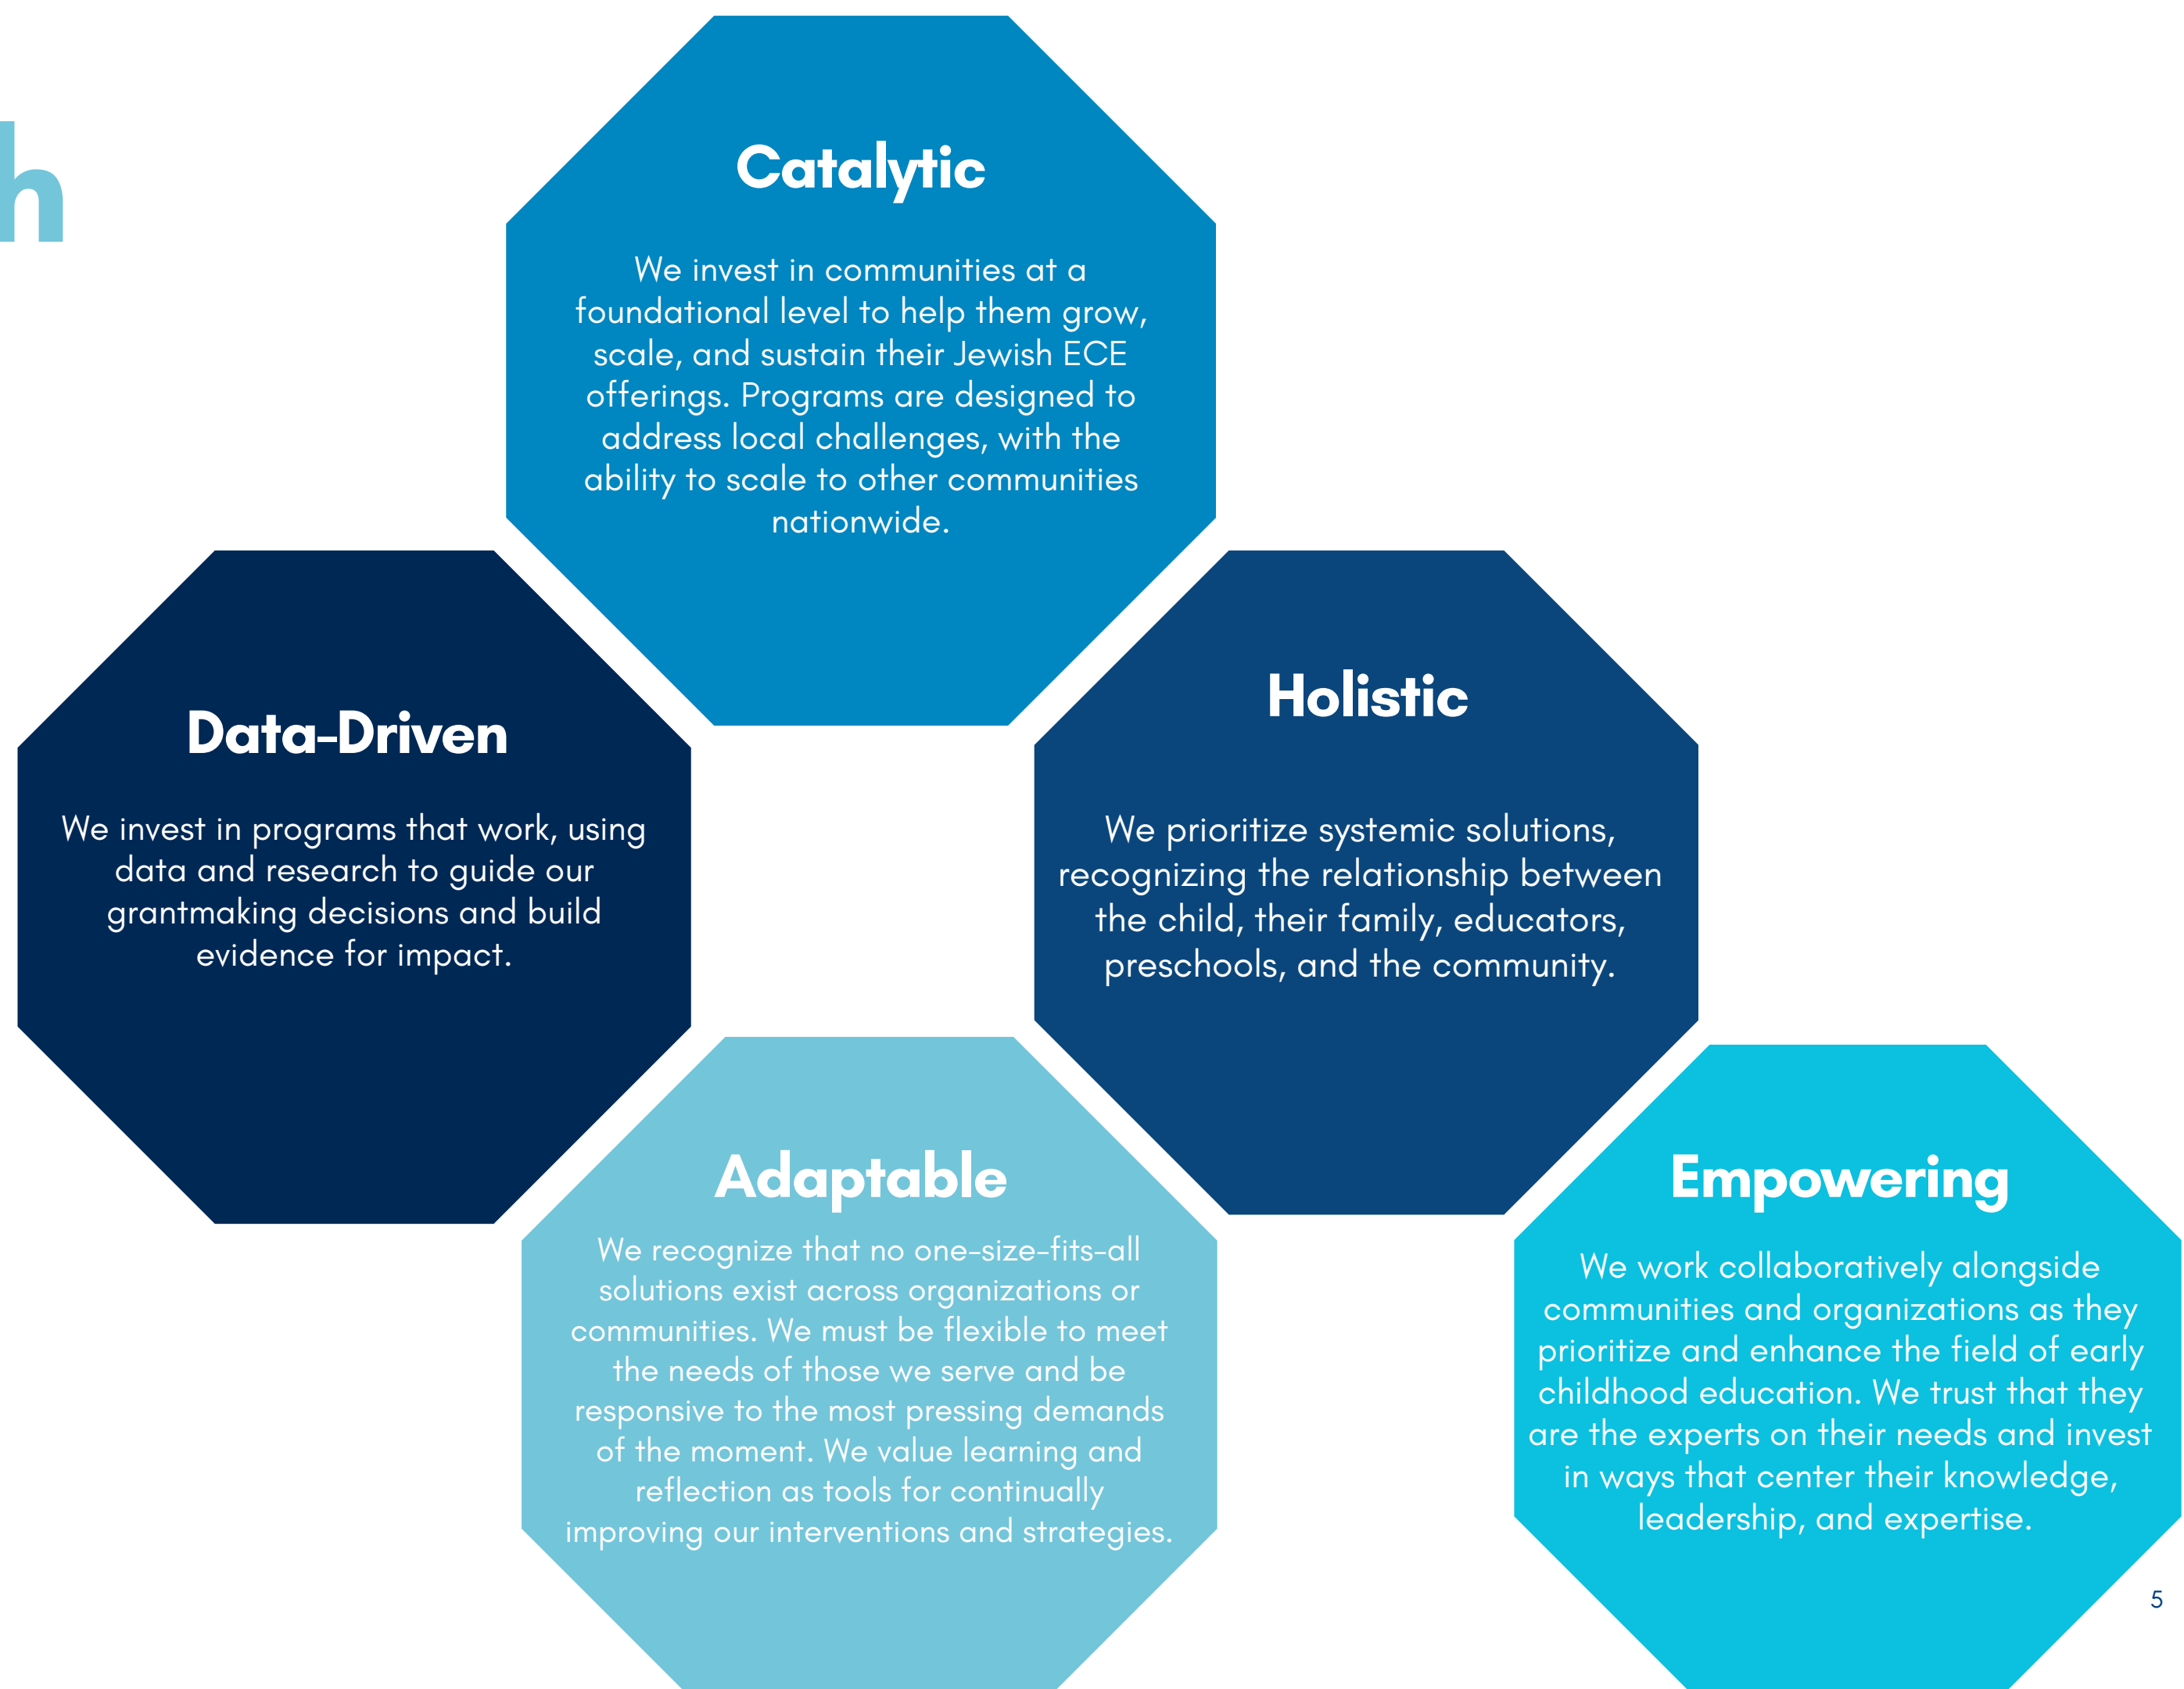 h
Catalytic
We invest in communities at a
foundational level to help them grow,
scale, and sustain their Jewish ECE
offerings. Programs are designed to
address local challenges, with the
ability to scale to other communities
nationwide.
Data-Driven
We invest in programs that work, using
data and research to guide our
grantmaking decisions and build
evidence for impact.
Holistic
We prioritize systemic solutions,
recognizing the relationship between
the child, their family, educators,
preschools, and the community.
Adaptable
We recognize that no one-size-fits-all
solutions exist across organizations or
communities. We must be flexible to meet
the needs of those we serve and be
responsive to the most pressing demands
of the moment. We value learning and
reflection as tools for continually
improving our interventions and strategies.
Empowering
We work collaboratively alongside
communities and organizations as they
prioritize and enhance the field of early
childhood education. We trust that they
are the experts on their needs and invest
in ways that center their knowledge,
leadership, and expertise.
5